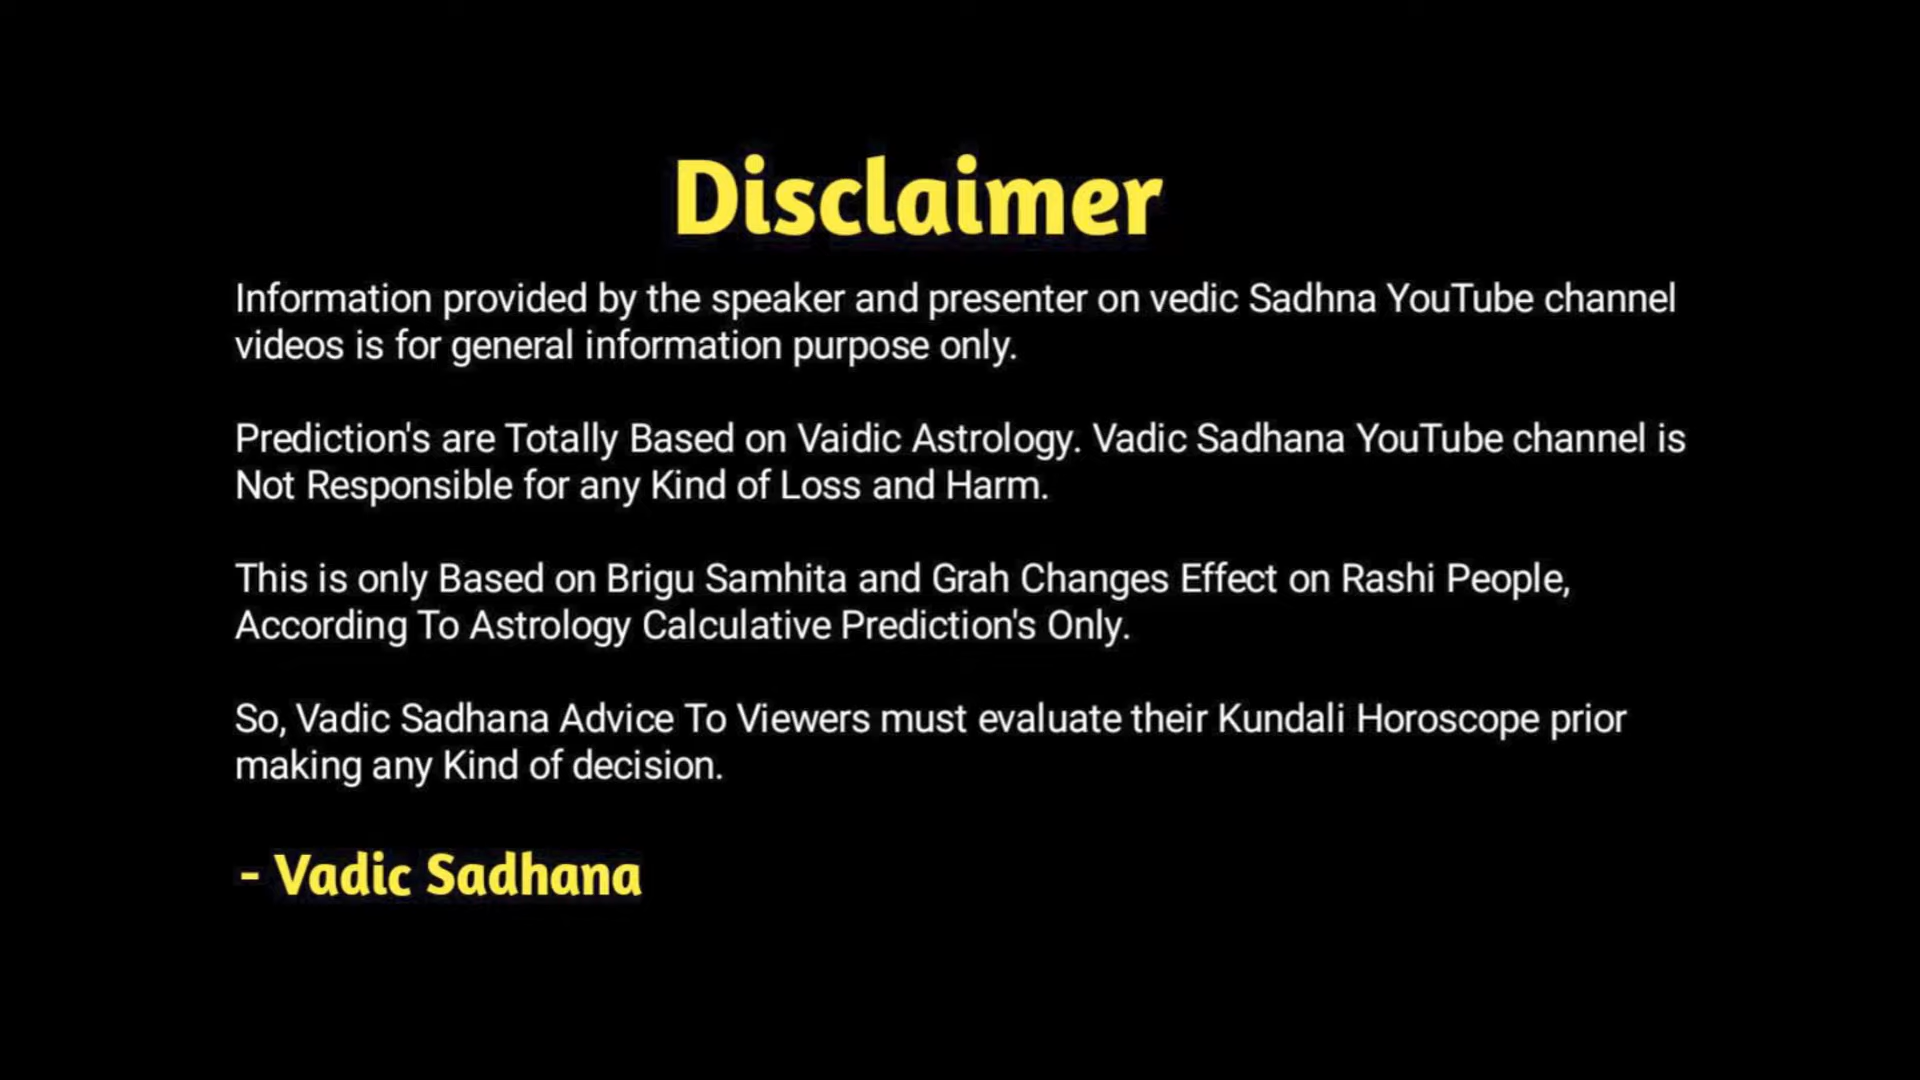 Disclaimer
Information provided by the speaker and presenter on vedic Sadhna YouTube channel
videos is for general information purpose only.
Prediction's are Totally Based on Vaidic Astrology. Vadic Sadhana YouTube channel is
Not Responsible for any Kind of Loss and Harm.
This is only Based on Brigu Samhita and Grah Changes Effect on Rashi People,
According To Astrology Calculative Prediction's Only.
So, Vadic Sadhana Advice To Viewers must evaluate their Kundali Horoscope prior
making any Kind of decision.
- Vadic Sadhana